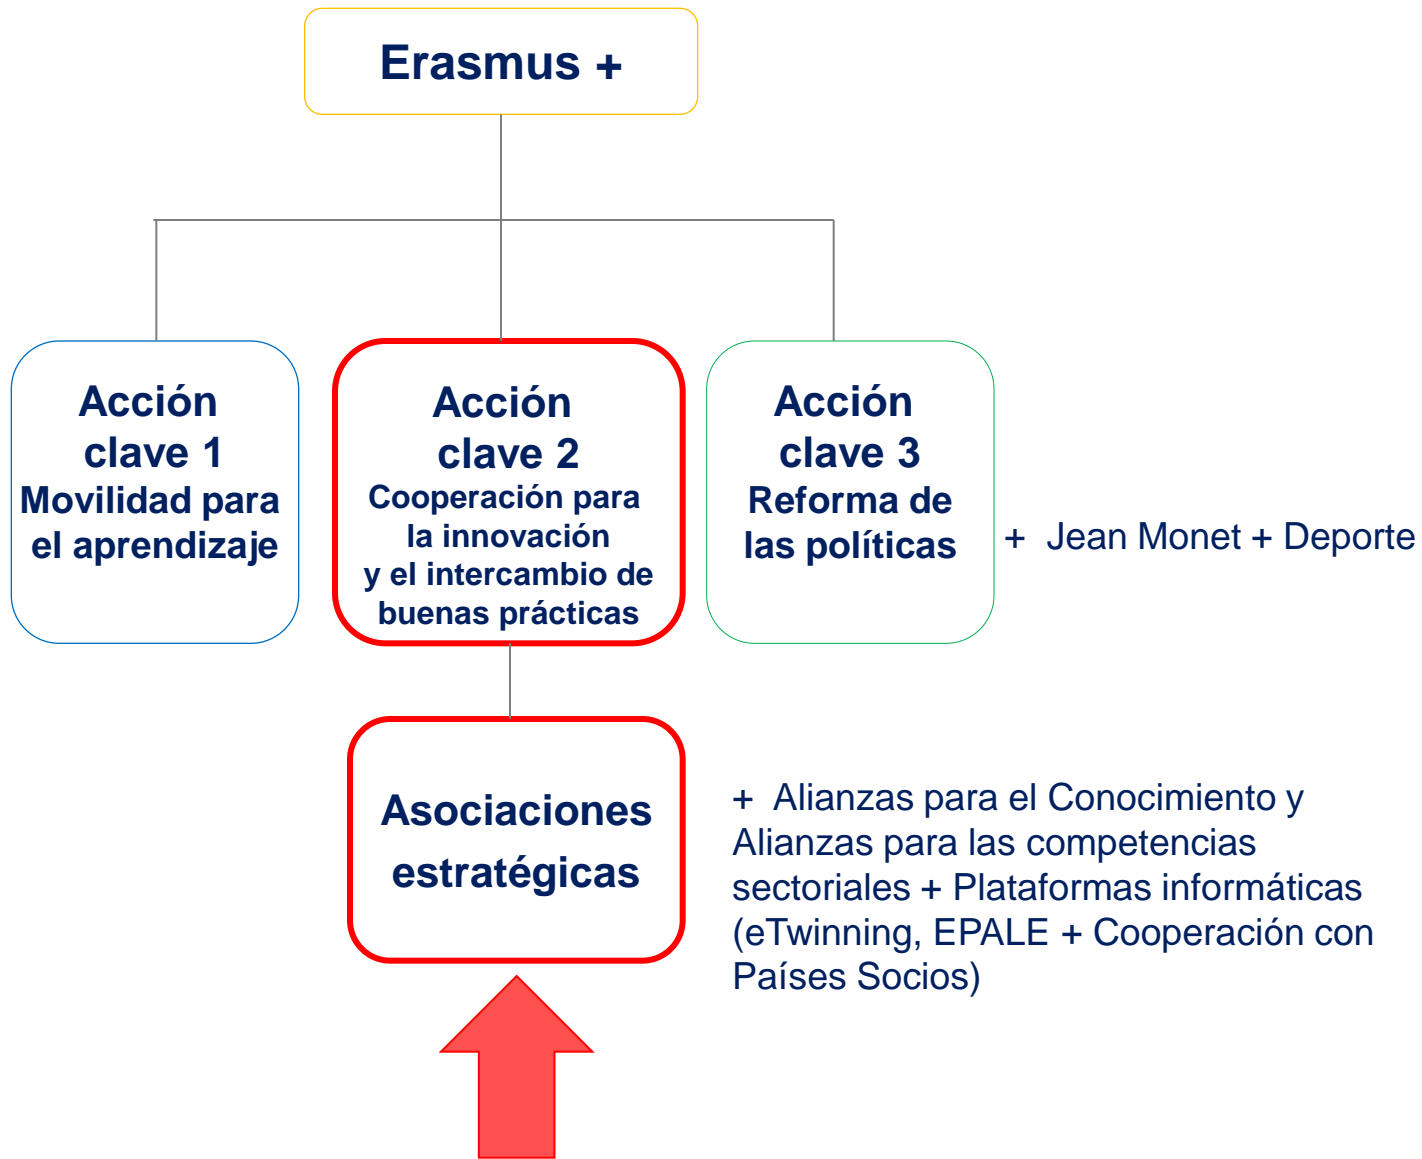 Erasmus +
Acción
clave 1
Movilidad para
el aprendizaje
Acción
clave 2
Cooperación para
la innovación
y el intercambio de
buenas prácticas
Acción
clave 3
Reforma de
las políticas
+ Jean Monet + Deporte
Asociaciones
estratégicas
+ Alianzas para el Conocimiento y
Alianzas para las competencias
sectoriales + Plataformas informáticas
(eTwinning, EPALE + Cooperación con
Países Socios)